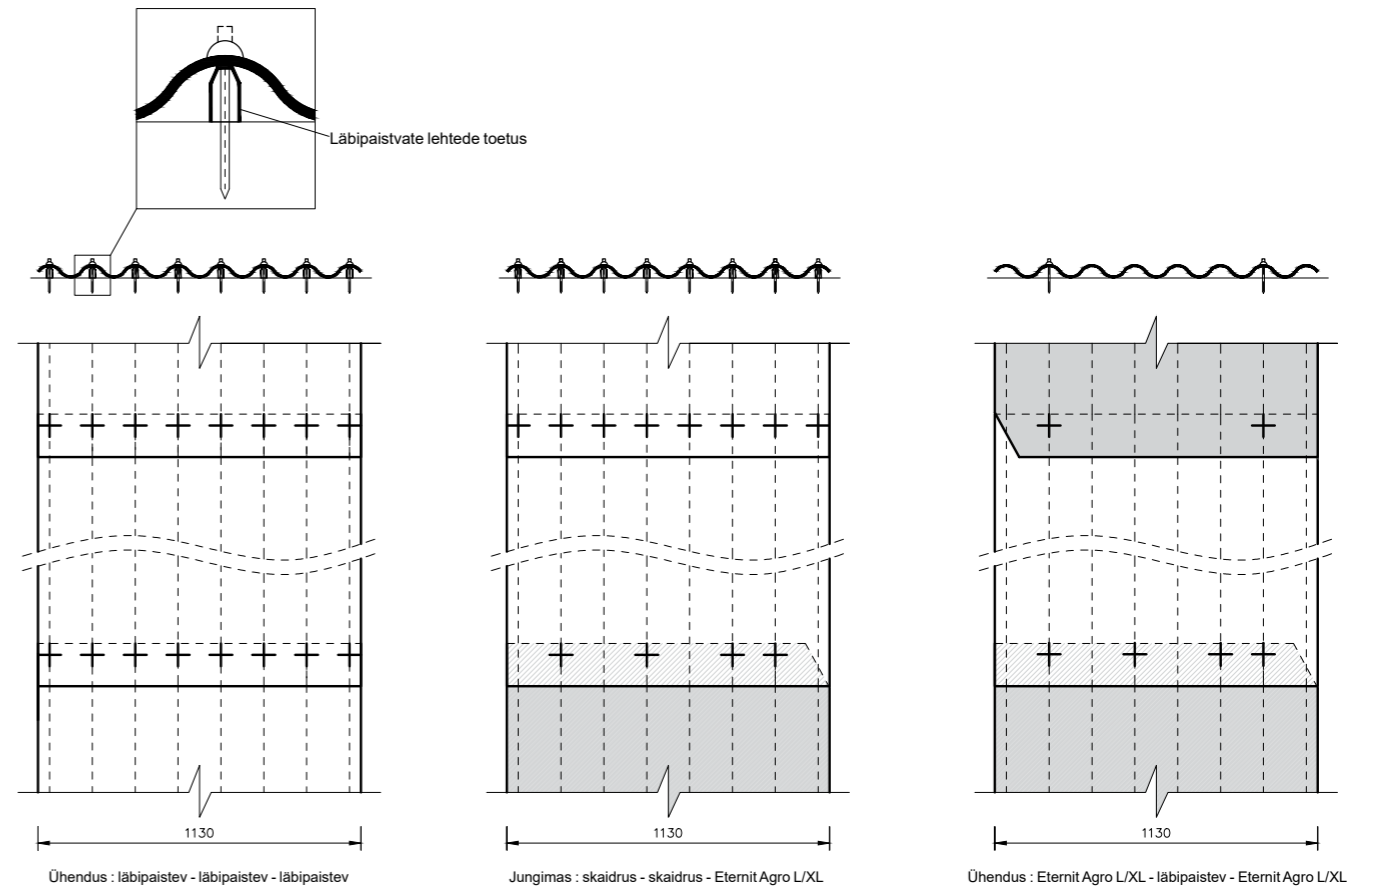 Läbipaistvate lehtede toetus
1130
1130
1130
Ühendus : läbipaistev - läbipaistev - läbipaistev
Jungimas : skaidrus - skaidrus - Eternit Agro L/XL
Ühendus : Eternit Agro L/XL - läbipaistev - Eternit Agro L/XL